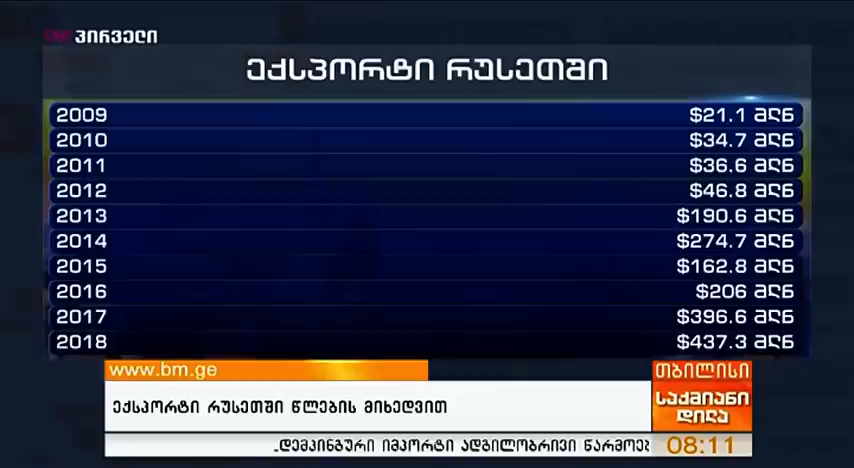 პირველი
ექსპორტი რუსეთში
2009 $21.1 მლნ
2010 $34.7 მლნ
2011 $36.6 მლნ
2012 $46.8 მლნ
2013 $190.6 მლნ
2014 $274.7 მლნ
2015 $162.8 მლნ
2016 $206 მლნ
2017 $396.6 მლნ
2018 $437.3 მლნ
www.bm.ge
ექსპორტი რუსეთში წლების მიხედვით
თბილისი
საქმიანი
დილა
დემპინგური იმპორტი ადგილობრივი
08:11